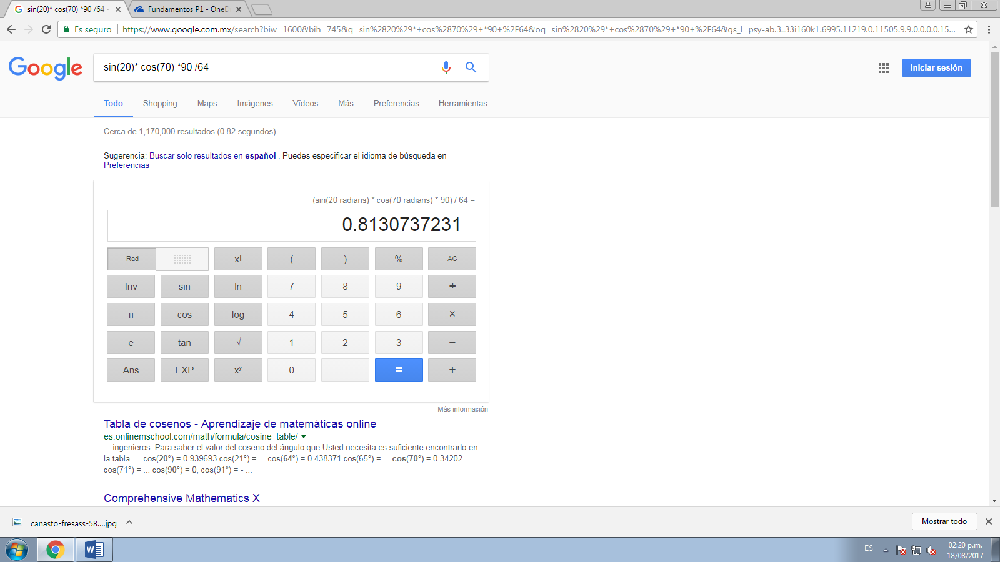 sin(20)* cos(70) *90 /64 -
Fundamentos P1 - OneD
Es seguro
https://www.google.com.mx/search?biw=1600&bih=745&q=sin%2820%29*+cos%2870%29+*90+%2F64&oq=sin%2820%29*+cos%2870%29+*90+%2F64&gs_l=psy-ab.3..33i160k1.6995.11219.0.11505.9.9.0.0.0.0.15...
Google
sin(20)* cos(70) *90 /64
Iniciar sesión
Todo Shopping Maps Imágenes Vídeos Más Preferencias Herramientas
Cerca de 1,170,000 resultados (0.82 segundos)
Sugerencia: Buscar solo resultados en español . Puedes especificar el idioma de búsqueda en
Preferencias
(sin(20 radians) * cos(70 radians) * 90) / 64 =
0.8130737231
Rad x! ( ) % AC
Inv sin ln 7 8 9 ÷
π cos log 4 5 6 ×
e tan √ 1 2 3 −
Ans EXP xʸ 0 . = +
Más información
Tabla de cosenos - Aprendizaje de matemáticas online
es.onlinemschool.com/math/formula/cosine_table/
... ingenieros. Para saber el valor del coseno del ángulo que Usted necesita es suficiente encontrarlo en
la tabla. ... cos(20°) = 0.939693 cos(21°) = ... cos(64°) = 0.438371 cos(65°) = ... cos(70°) = 0.34202
cos(71°) = ... cos(90°) = 0, cos(91°) = - ...
Comprehensive Mathematics X
canasto-fresass-58....jpg
Mostrar todo
W
ES
02:20 p.m.
18/08/2017